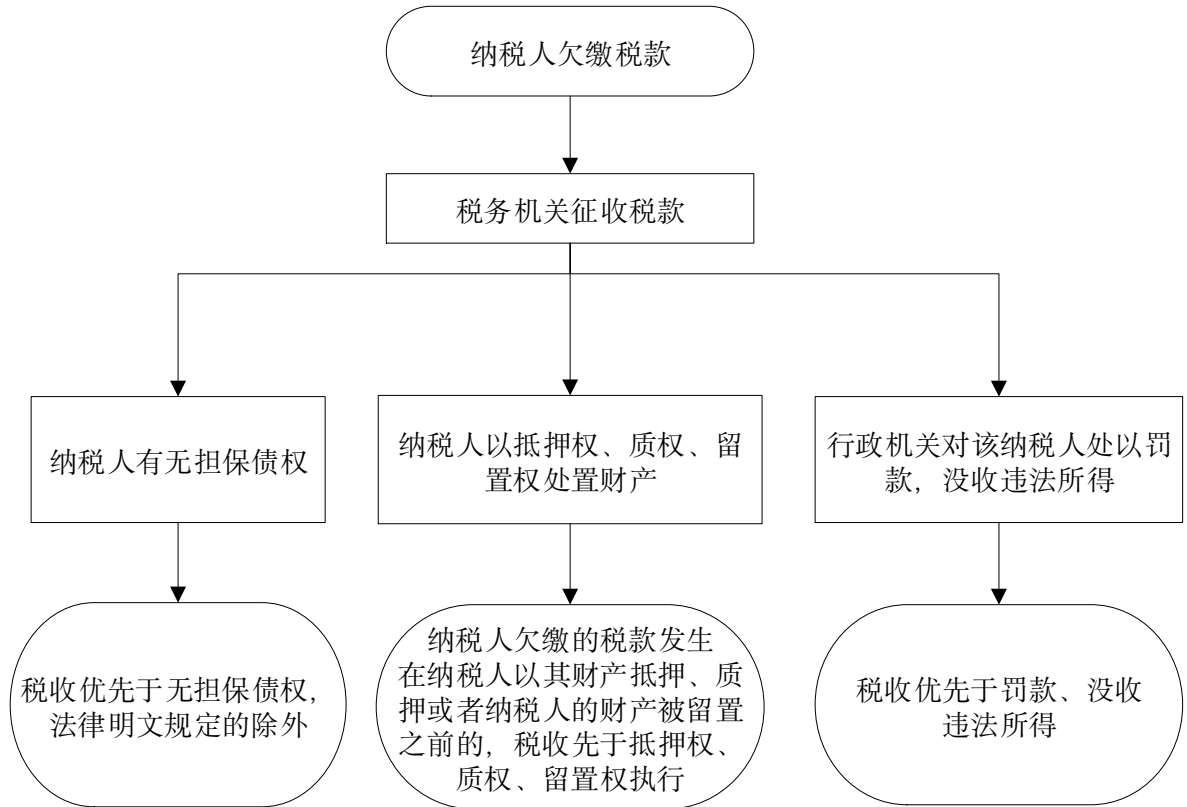 纳税人欠缴税款
税务机关征收税款
纳税人有无担保债权
纳税人以抵押权、质权、留
置权处置财产
行政机关对该纳税人处以罚
款，没收违法所得
税收优先于无担保债权，
法律明文规定的除外
纳税人欠缴的税款发生
在纳税人以其财产抵押、质
押或者纳税人的财产被留置
之前的，税收先于抵押权、
质权、留置权执行
税收优先于罚款、没收
违法所得